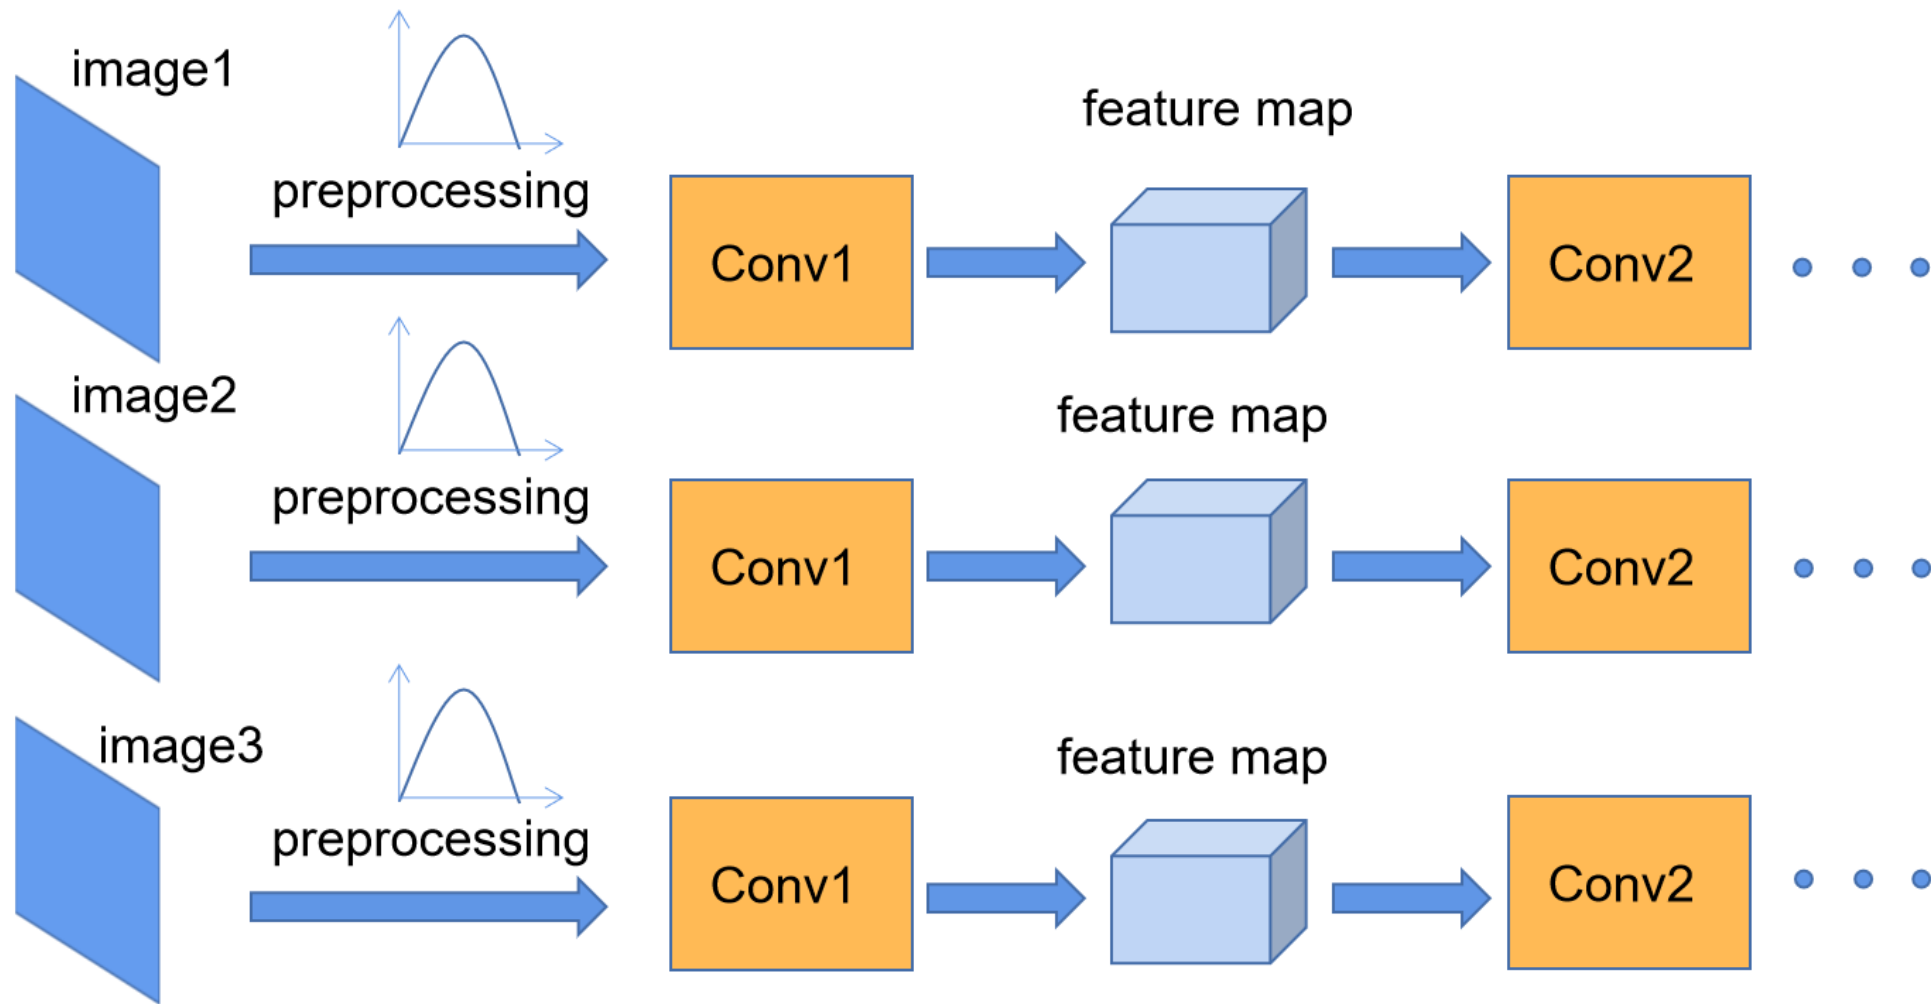 image1
preprocessing
feature map
Conv1
Conv2
image2
preprocessing
feature map
Conv1
Conv2
image3
preprocessing
feature map
Conv1
Conv2